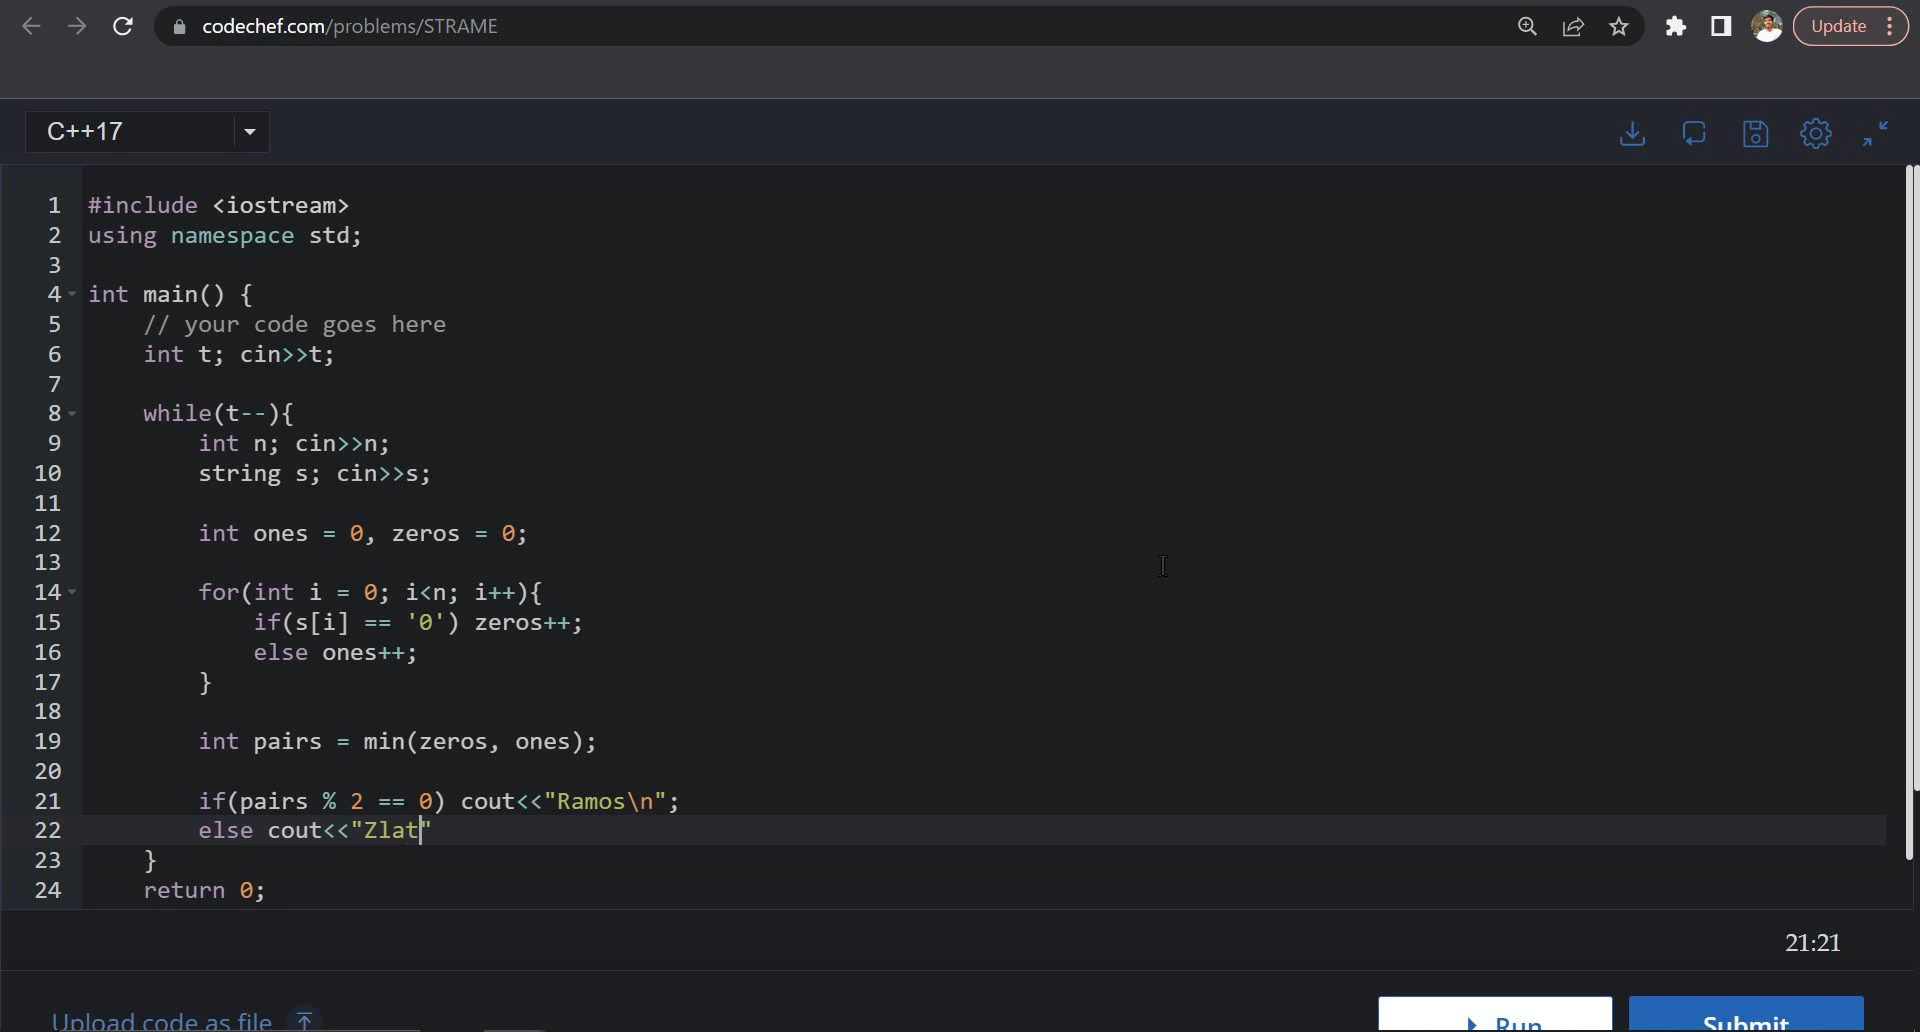 codechef.com/problems/STRAME
Update
C++17
1 #include <iostream>
2 using namespace std;
3
4 int main() {
5 // your code goes here
6 int t; cin>>t;
7
8 while(t--){
9 int n; cin>>n;
10 string s; cin>>s;
11
12 int ones = 0, zeros = 0;
13
14 for(int i = 0; i<n; i++){
15 if(s[i] == '0') zeros++;
16 else ones++;
17 }
18
19 int pairs = min(zeros, ones);
20
21 if(pairs % 2 == 0) cout<<"Ramos\n";
22 else cout<<"Zlat"
23 }
24 return 0;
21:21
Upload code as file
Run
Submit